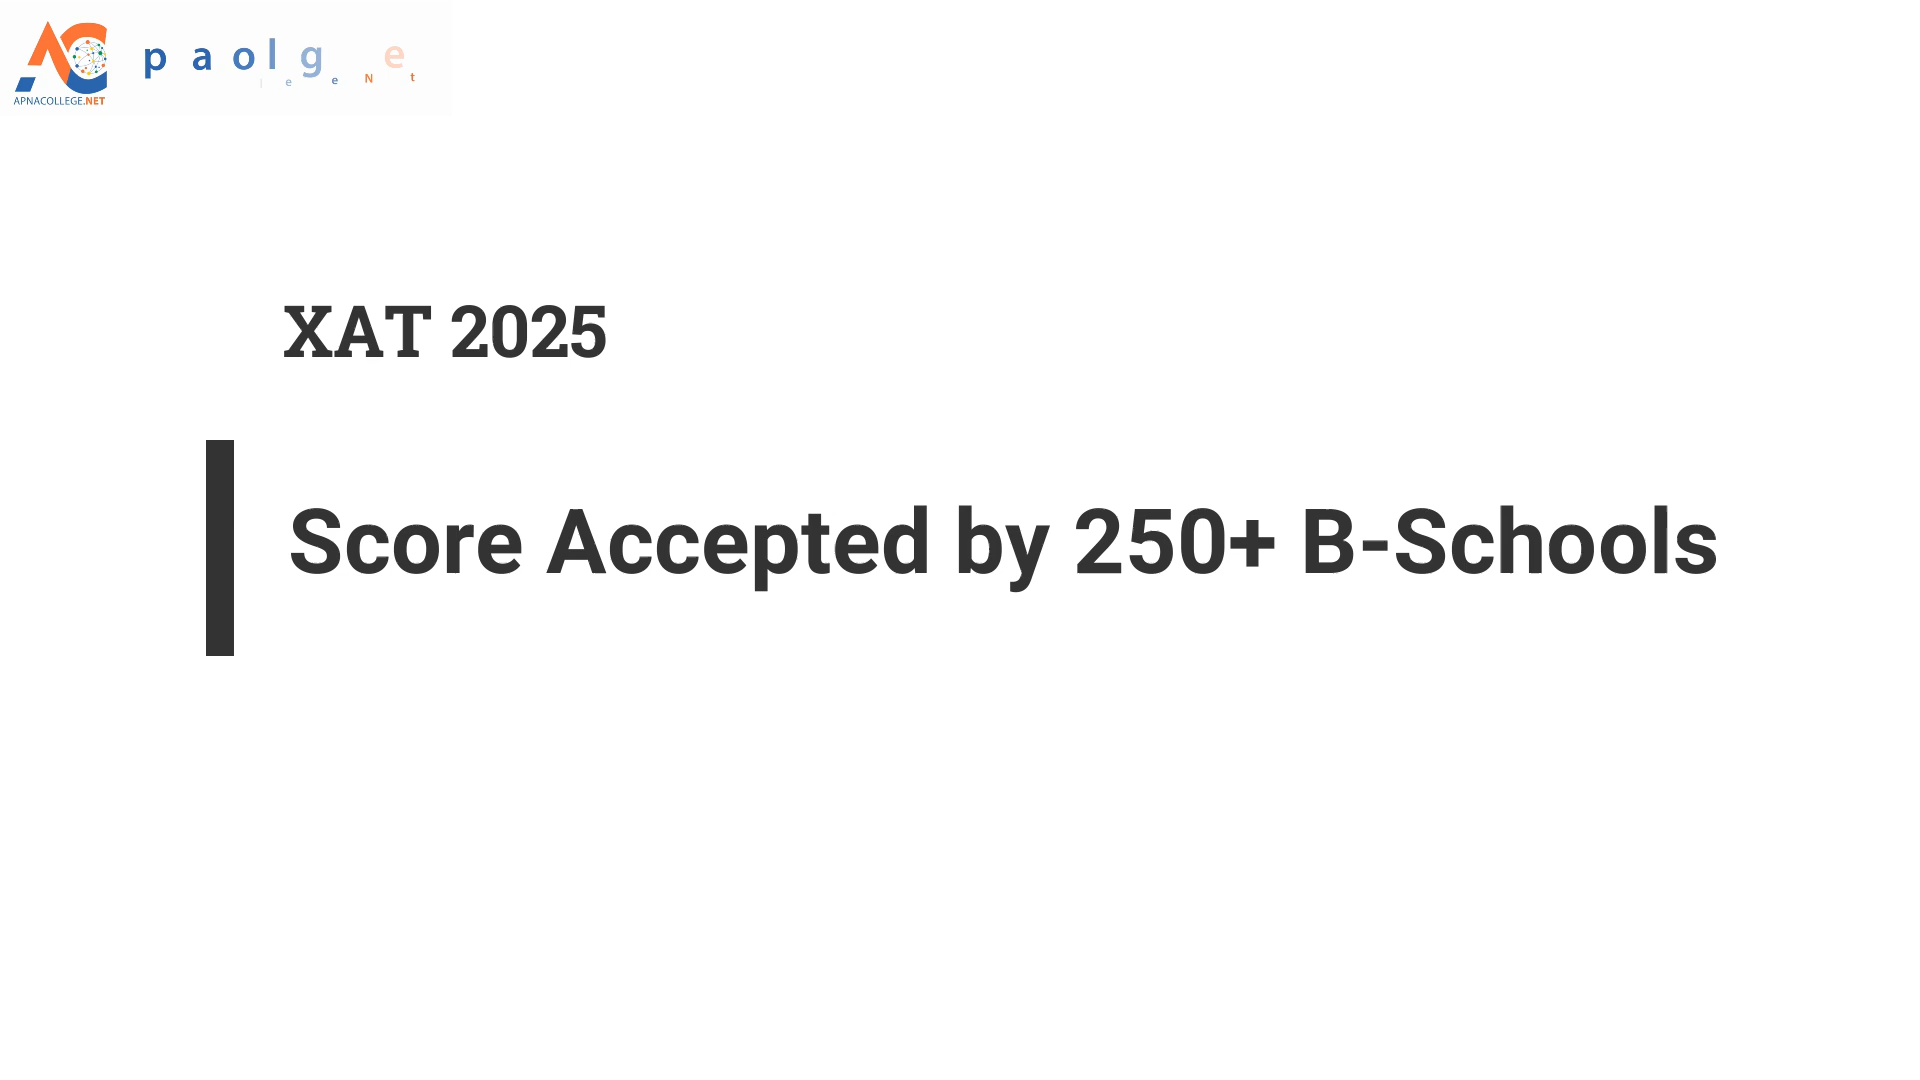 APNACOLLEGE.NET
p a o l g e
l e e N t
XAT 2025
Score Accepted by 250+ B-Schools